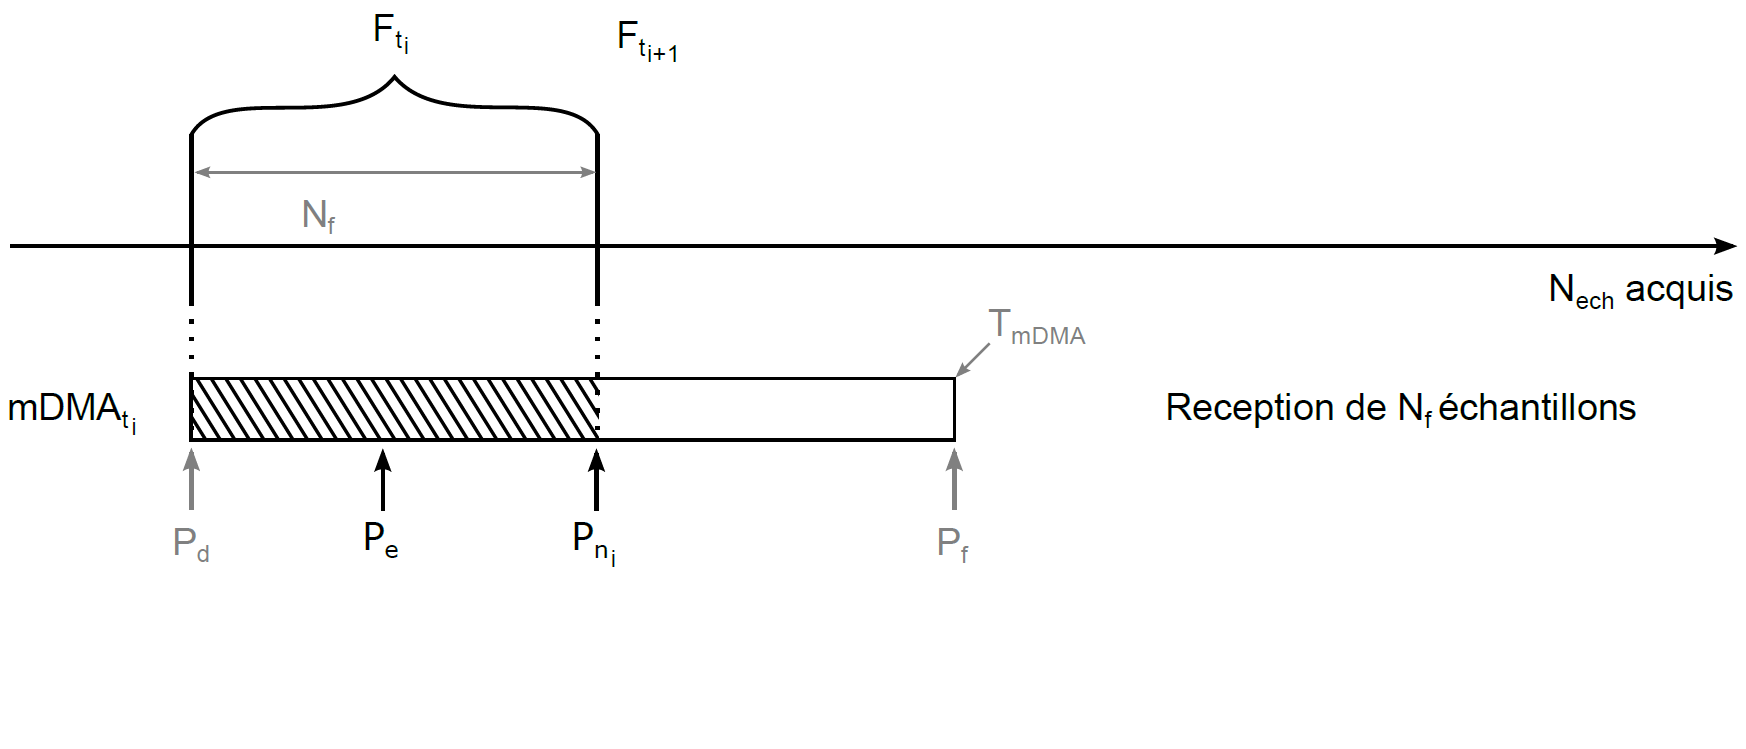 F_{t_i}
F_{t_{i+1}}
N_f
N_{ech} acquis
T_{mDMA}
mDMA_{t_i}
Reception de N_f échantillons
P_d
P_e
P_{n_i}
P_f